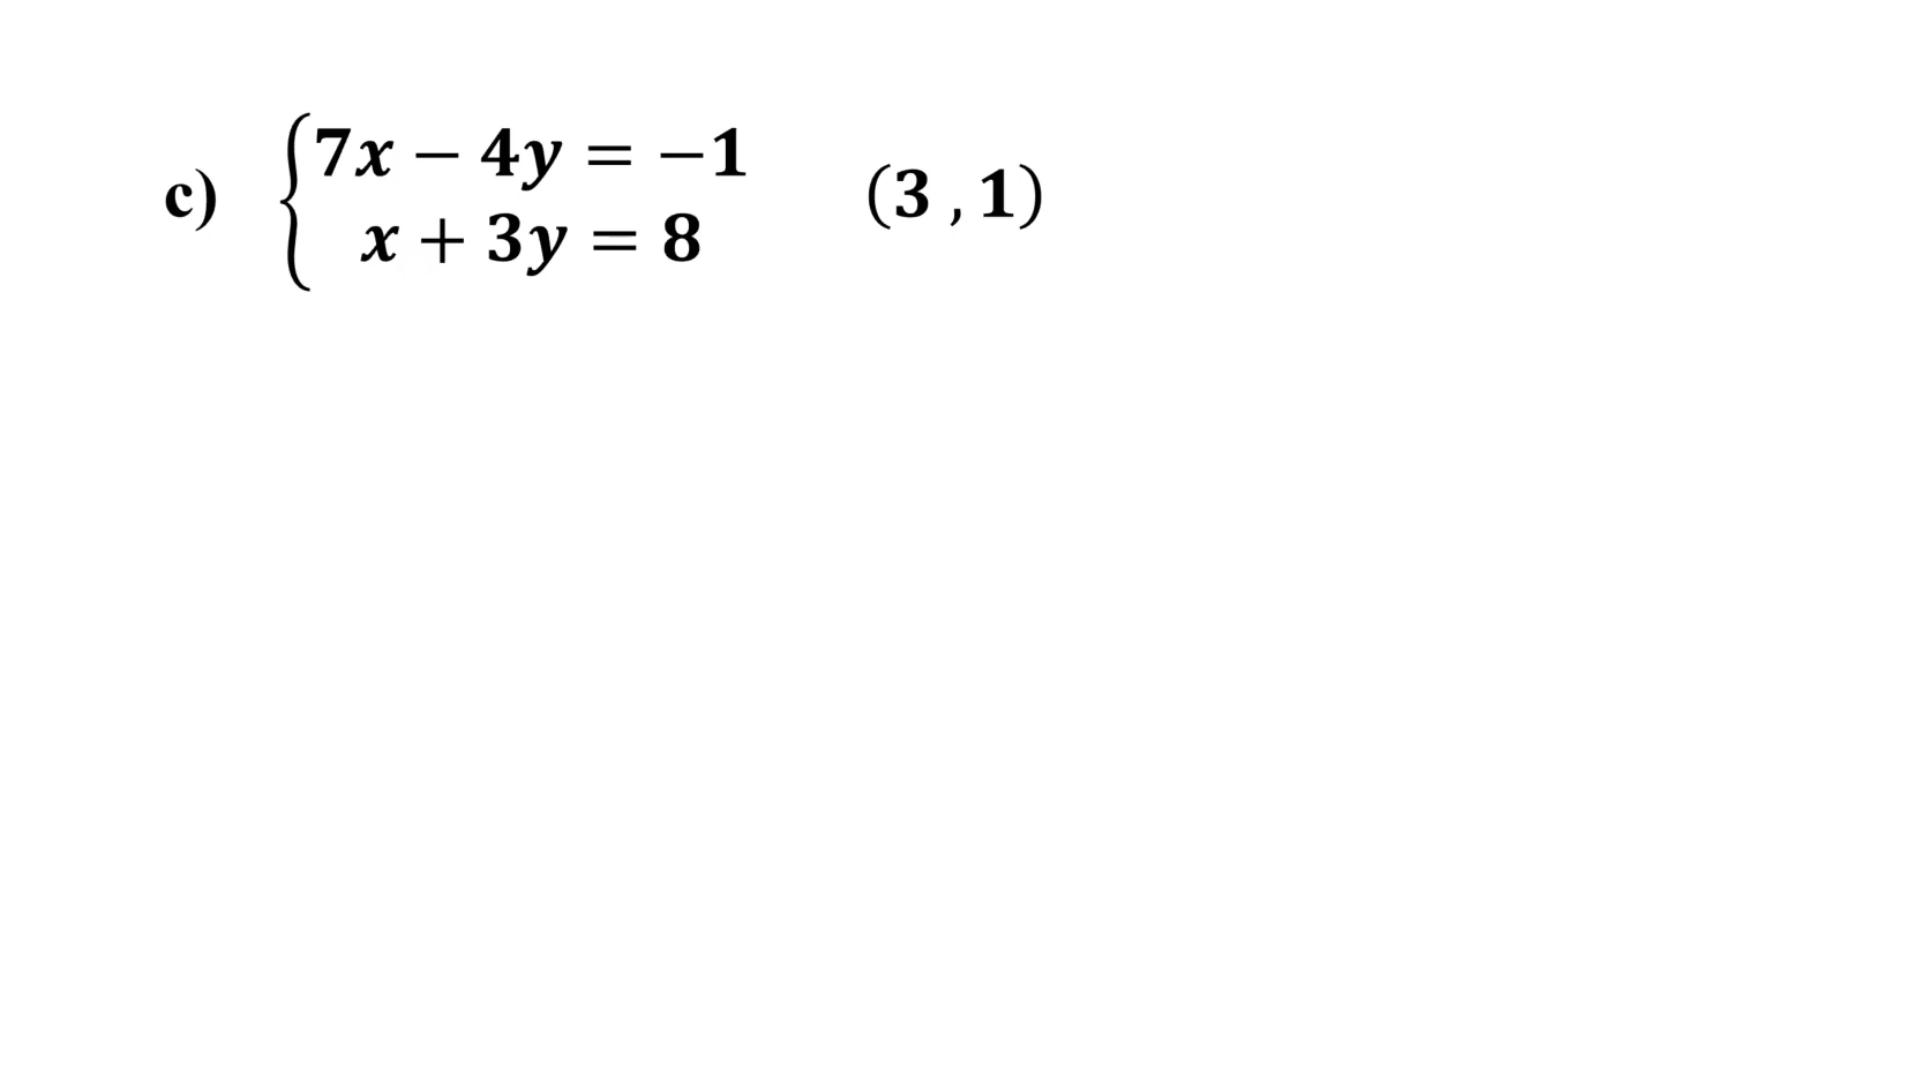 c) {7x − 4y = −1
x + 3y = 8
(3 , 1)